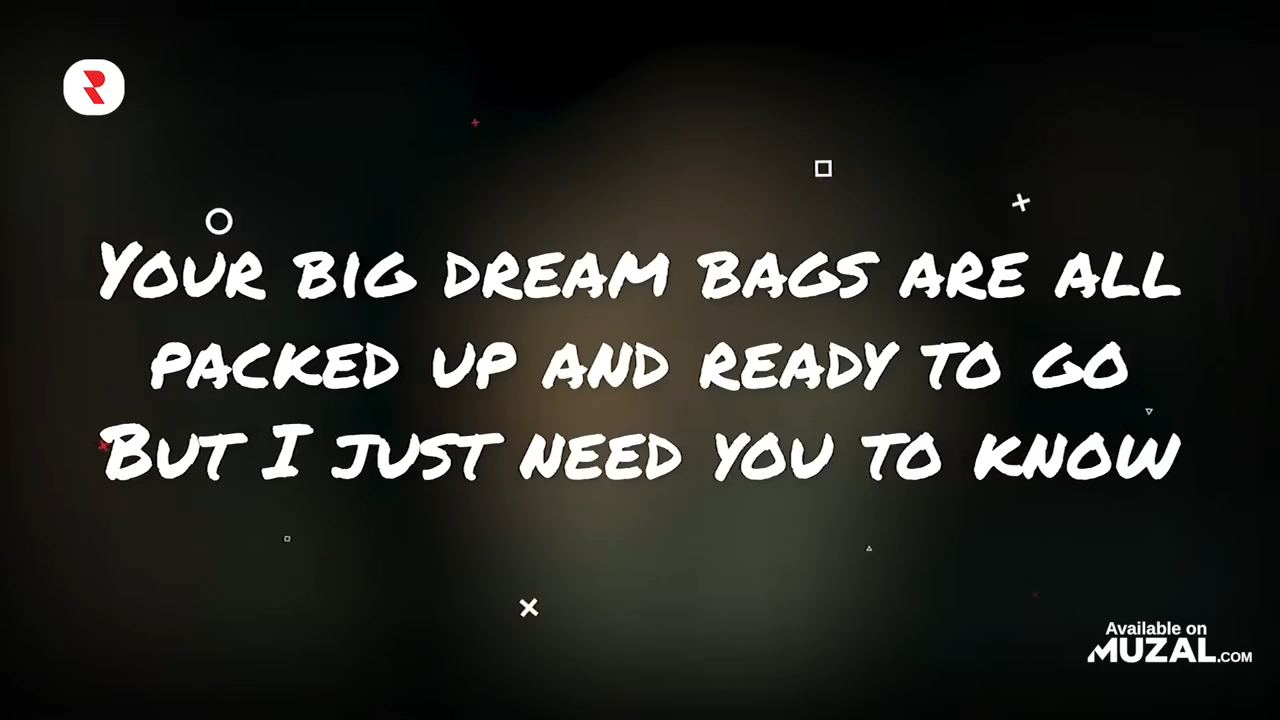 Your big dream bags are all
packed up and ready to go
But I just need you to know
Available on
MUZAL.COM